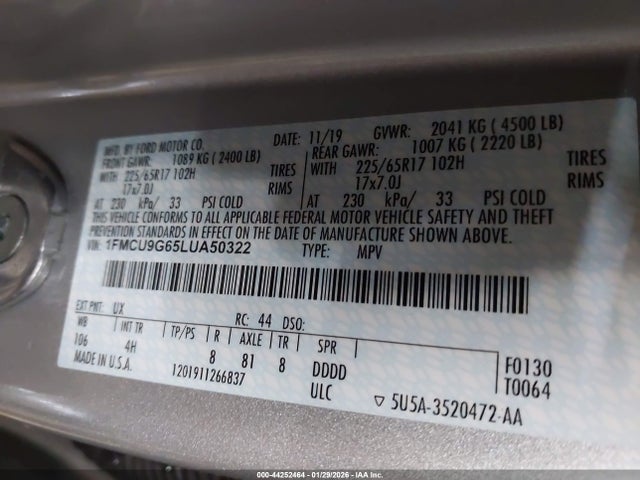 MFD. BY FORD MOTOR CO. DATE: 11/19 GVWR: 2041 KG ( 4500 LB)
FRONT GAWR: 1089 KG ( 2400 LB) REAR GAWR: 1007 KG ( 2220 LB)
WITH 225/65R17 102H TIRES WITH 225/65R17 102H TIRES
17x7.0J RIMS 17x7.0J RIMS
AT 230 kPa/ 33 PSI COLD AT 230 kPa/ 33 PSI COLD
THIS VEHICLE CONFORMS TO ALL APPLICABLE FEDERAL MOTOR VEHICLE SAFETY AND THEFT
PREVENTION STANDARDS IN EFFECT ON THE DATE OF MANUFACTURE SHOWN ABOVE.
VIN: 1FMCU9G65LUA50322 TYPE: MPV
EXT PNT: UX RC: 44 DSO:
WB INT TR TP/PS R AXLE TR SPR
106 4H 8 81 8 DDDD F0130
MADE IN U.S.A. 1201911266837 ULC T0064
▽ 5U5A-3520472-AA
000-44252464 | 01/29/2026 - IAA Inc.